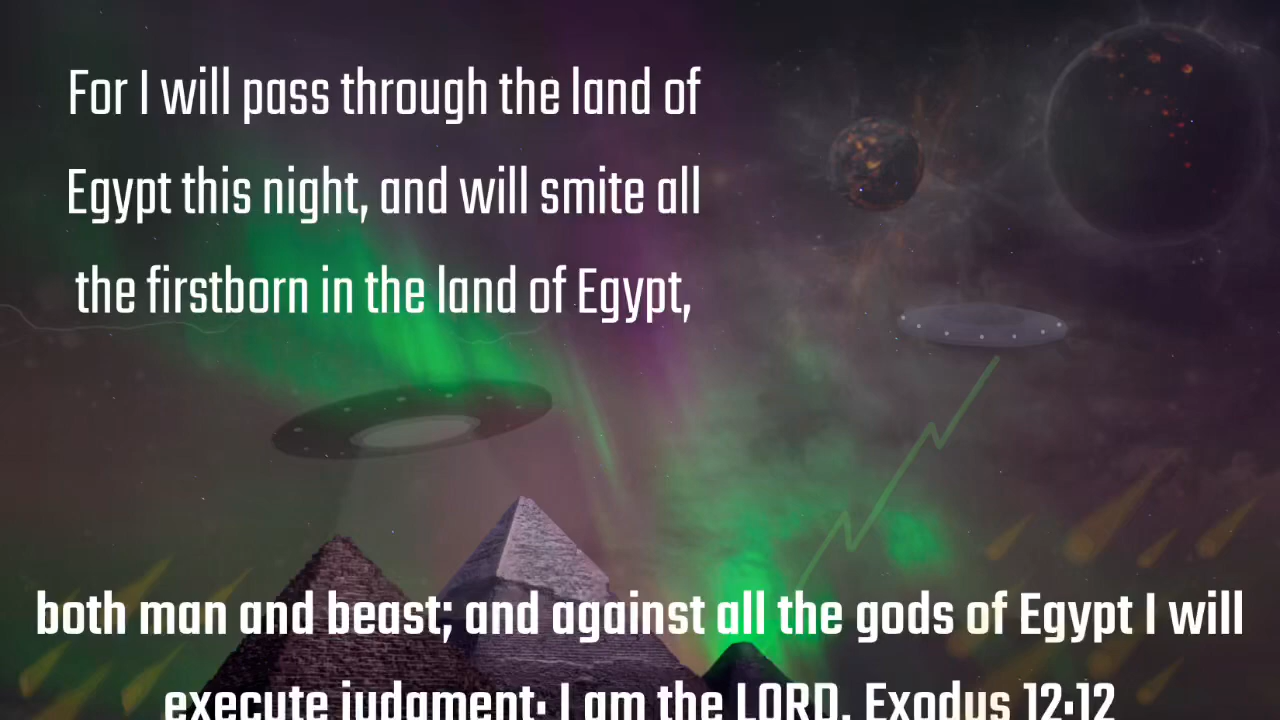 For I will pass through the land of
Egypt this night, and will smite all
the firstborn in the land of Egypt,
both man and beast; and against all the gods of Egypt I will
execute judgment: I am the LORD. Exodus 12:12